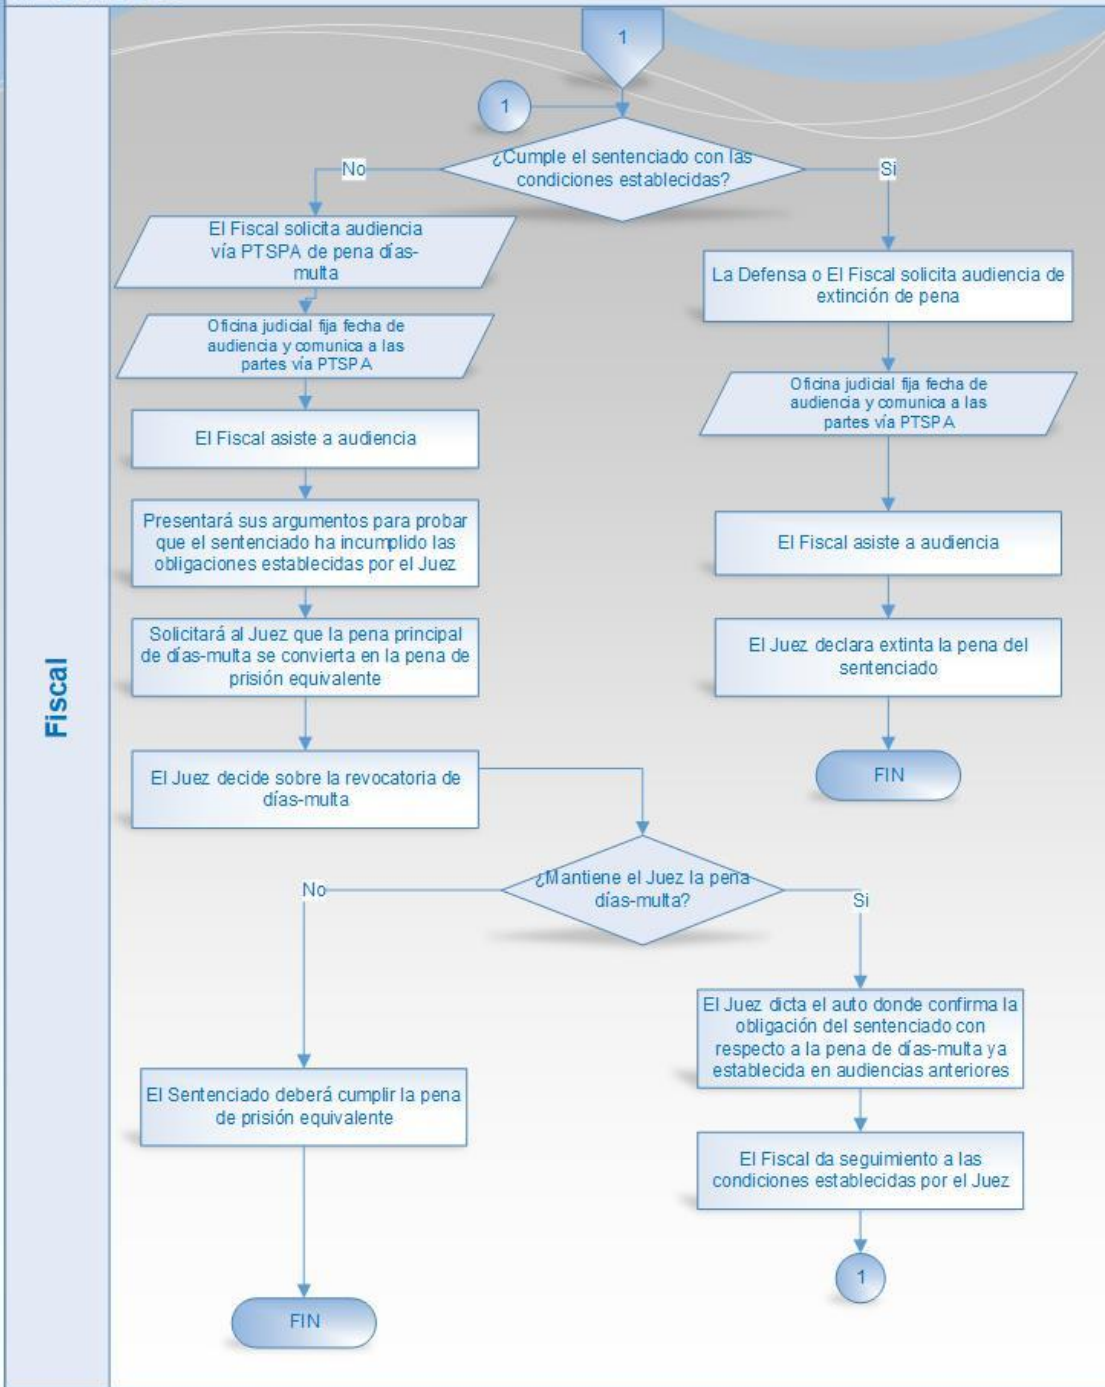 1
1
¿Cumple el sentenciado con las
condiciones establecidas?
No
Si
El Fiscal solicita audiencia
vía PTSPA de pena días-
multa
La Defensa o El Fiscal solicita audiencia de
extinción de pena
Oficina judicial fija fecha de
audiencia y comunica a las
partes vía PTSPA
Oficina judicial fija fecha de
audiencia y comunica a las
partes vía PTSPA
El Fiscal asiste a audiencia
Presentará sus argumentos para probar
que el sentenciado ha incumplido las
obligaciones establecidas por el Juez
El Fiscal asiste a audiencia
Solicitará al Juez que la pena principal
de días-multa se convierta en la pena de
prisión equivalente
El Juez declara extinta la pena del
sentenciado
Fiscal
El Juez decide sobre la revocatoria de
días-multa
FIN
¿Mantiene el Juez la pena
días-multa?
No
Si
El Juez dicta el auto donde confirma la
obligación del sentenciado con
respecto a la pena de días-multa ya
establecida en audiencias anteriores
El Sentenciado deberá cumplir la pena
de prisión equivalente
El Fiscal da seguimiento a las
condiciones establecidas por el Juez
1
FIN